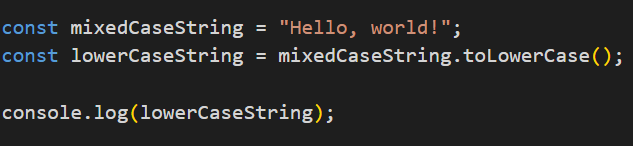 const mixedCaseString = "Hello, world!";
const lowerCaseString = mixedCaseString.toLowerCase();
console.log(lowerCaseString);